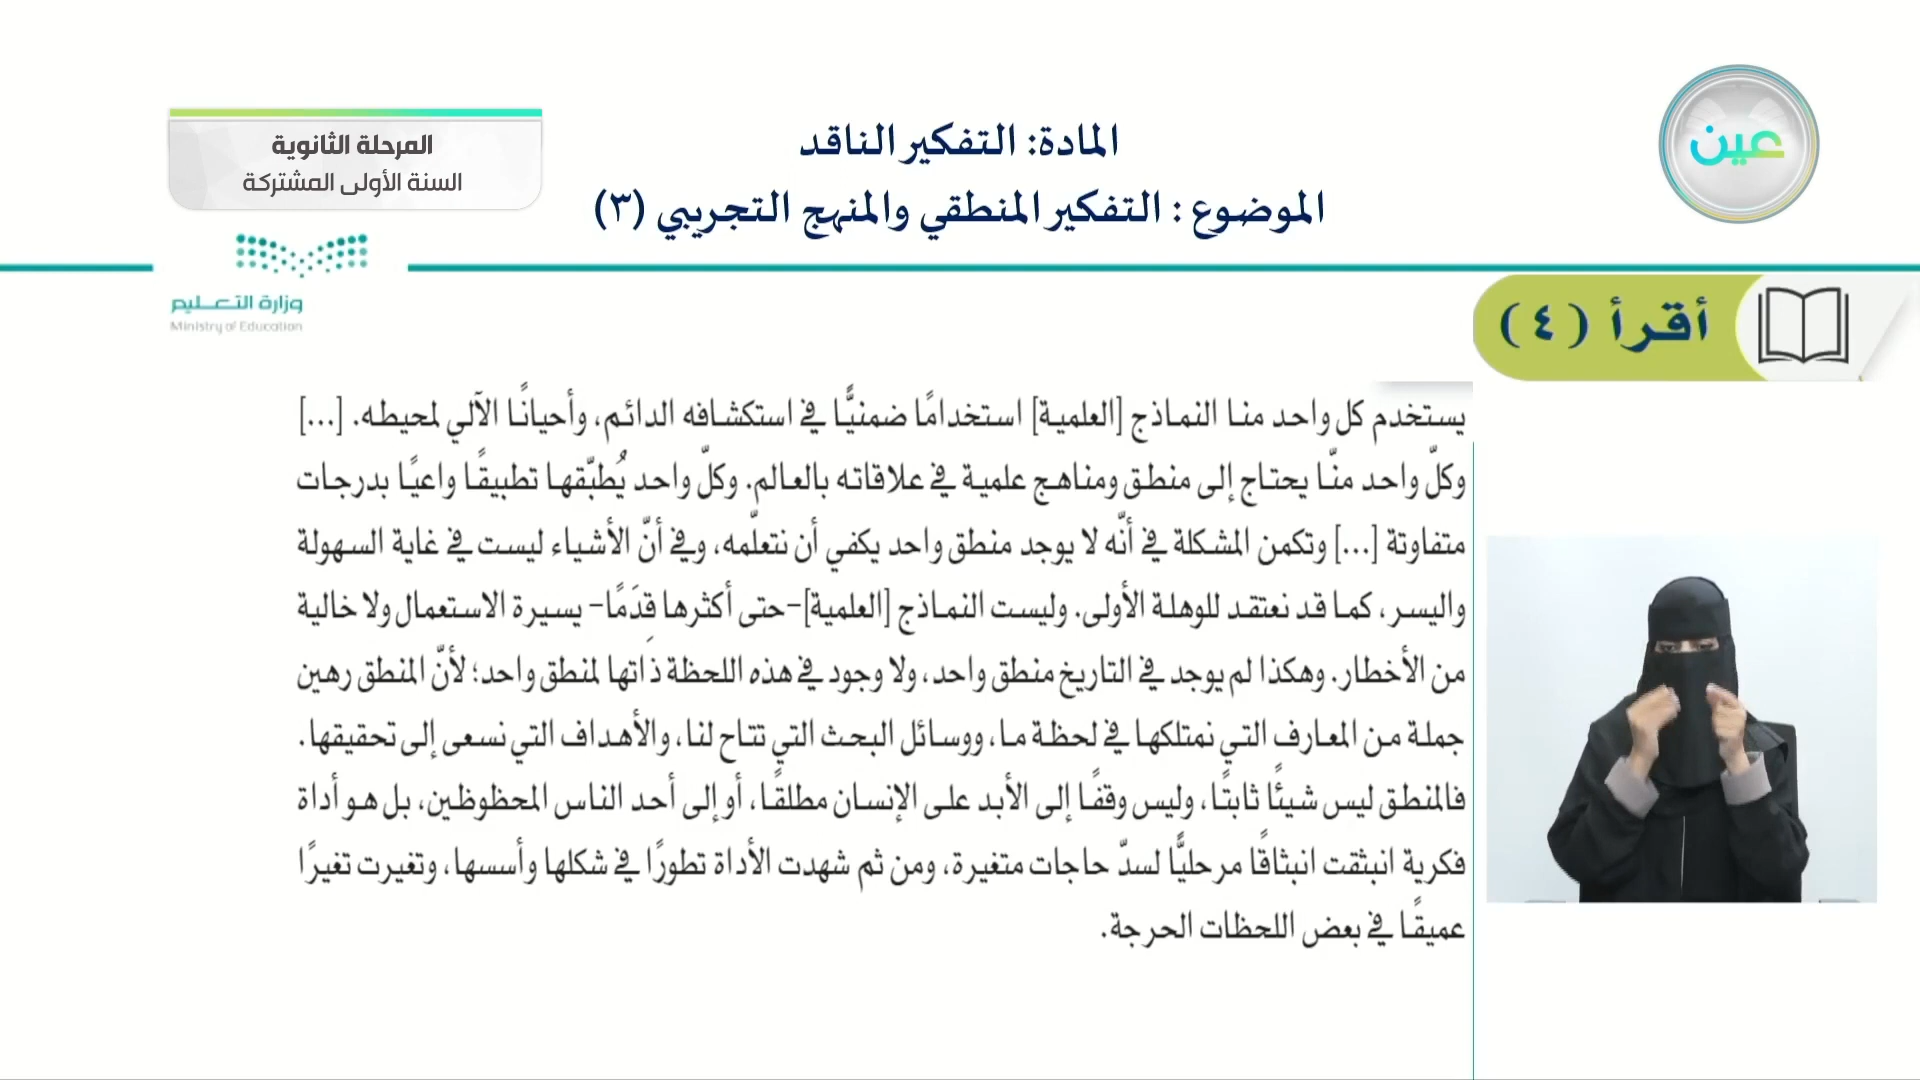 عين
المادة: التفكير الناقد
الموضوع : التفكير المنطقي والمنهج التجريبي (٣)
المرحلة الثانوية
السنة الأولى المشتركة
وزارة التعـــليم
Ministry of Education
أقرأ (٤)
يستخدم كل واحد منا النماذج [العلمية] استخدامًا ضمنيًّا في استكشافه الدائم، وأحيانًا الآلي لمحيطه. [...]
وكلّ واحد منّا يحتاج إلى منطق ومناهج علمية في علاقاته بالعالم. وكلّ واحد يُطبّقها تطبيقًا واعيًا بدرجات
متفاوتة [...] وتكمن المشكلة في أنّه لا يوجد منطق واحد يكفي أن نتعلّمه، وفي أنّ الأشياء ليست في غاية السهولة
واليسر، كما قد نعتقد للوهلة الأولى. وليست النماذج [العلمية]-حتى أكثرها قِدَمًا- يسيرة الاستعمال ولا خالية
من الأخطار. وهكذا لم يوجد في التاريخ منطق واحد، ولا وجود في هذه اللحظة ذاتها لمنطق واحد؛ لأنّ المنطق رهين
جملة من المعارف التي نمتلكها في لحظة ما، ووسائل البحث التي تتاح لنا، والأهداف التي نسعى إلى تحقيقها.
فالمنطق ليس شيئًا ثابتًا، وليس وقفًا إلى الأبد على الإنسان مطلقًا، أو إلى أحد الناس المحظوظين، بل هو أداة
فكرية انبثقت انبثاقًا مرحليًّا لسدّ حاجات متغيرة، ومن ثم شهدت الأداة تطورًا في شكلها وأسسها، وتغيرت تغيرًا
عميقًا في بعض اللحظات الحرجة.